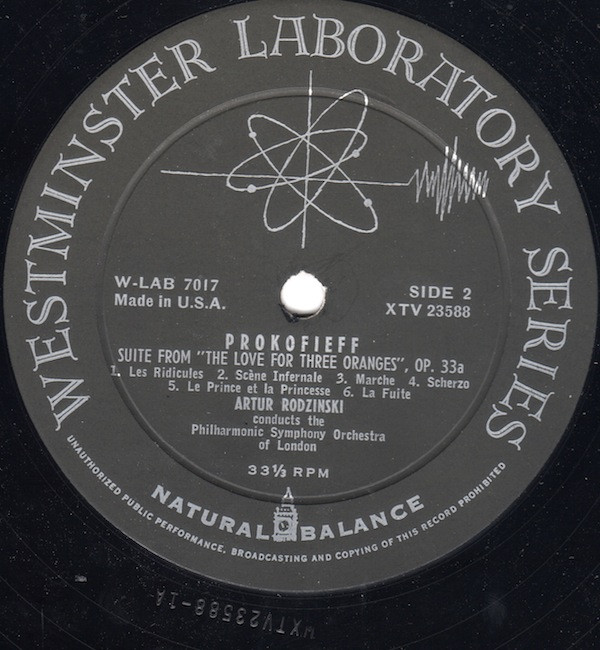 WESTMINSTER LABORATORY SERIES
W-LAB 7017
Made in U.S.A.
SIDE 2
XTV 23588
PROKOFIEFF
SUITE FROM "THE LOVE FOR THREE ORANGES", OP. 33a
1. Les Ridicules 2. Scène Infernale 3. Marche 4. Scherzo
5. Le Prince et la Princesse 6. La Fuite
ARTUR RODZINSKI
conducts the
Philharmonic Symphony Orchestra
of London
33⅓ RPM
NATURAL BALANCE
UNAUTHORIZED PUBLIC PERFORMANCE, BROADCASTING AND COPYING OF THIS RECORD PROHIBITED
WXTV23588-1A